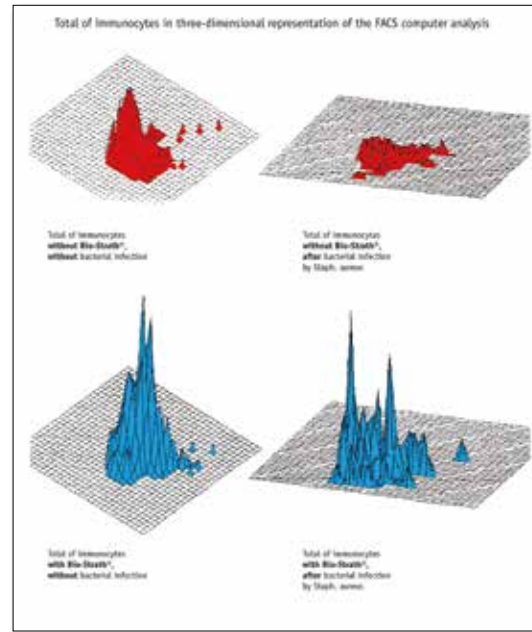 Total of Immunocytes in three-dimensional representation of the FACS computer analysis
Total of Immunocytes
without Bio-Strath®,
without bacterial infection
Total of Immunocytes
without Bio-Strath®,
after bacterial infection
by Staph. aureus
Total of Immunocytes
with Bio-Strath®,
without bacterial infection
Total of Immunocytes
with Bio-Strath®,
after bacterial infection
by Staph. aureus